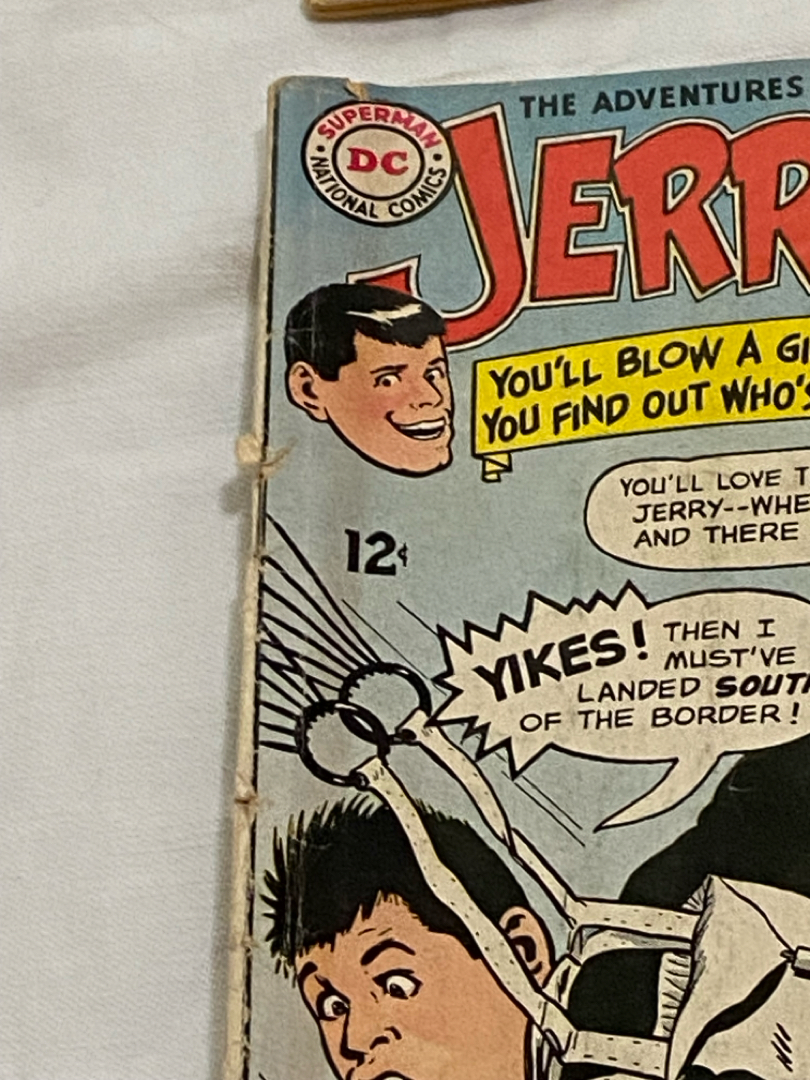 THE ADVENTURES
SUPERMAN
DC
NATIONAL COMICS
JERR
YOU'LL BLOW A GI
YOU FIND OUT WHO'S
YOU'LL LOVE T
JERRY--WHE
AND THERE
12¢
YIKES! THEN I
MUST'VE
LANDED SOUTH
OF THE BORDER!